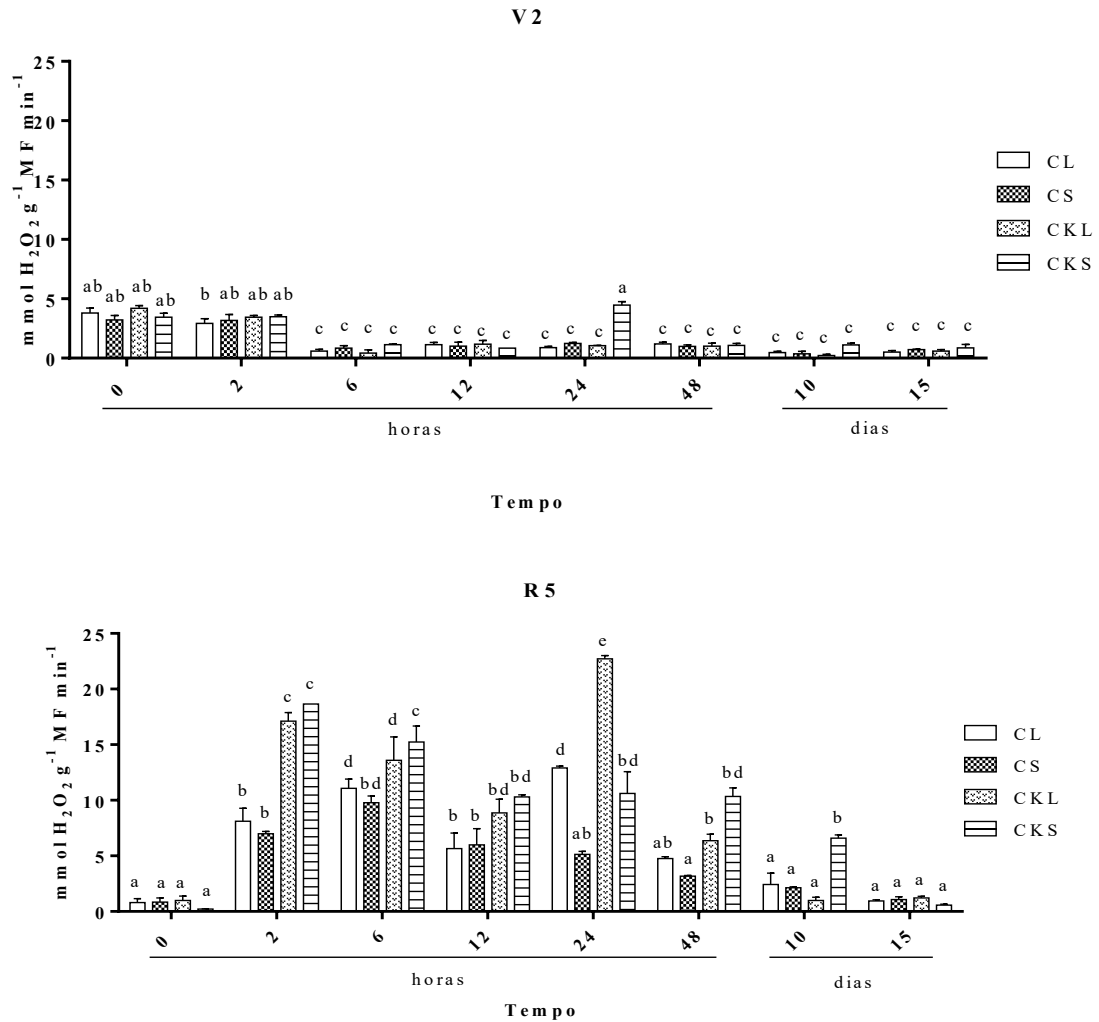 V2
mmol H₂O₂ g⁻¹ MF min⁻¹
25
20
15
10
5
0
ab ab ab ab b ab ab ab c c c c c c c c c c c a c c c c c c c c c c c c
0 2 6 12 24 48 10 15
horas dias
Tempo
CL
CS
CKL
CKS
R5
mmol H₂O₂ g⁻¹ MF min⁻¹
25
20
15
10
5
0
a a a a b b c c d bd d c b b bd bd d ab e bd ab a b bd a a a b a a a a
0 2 6 12 24 48 10 15
horas dias
Tempo
CL
CS
CKL
CKS